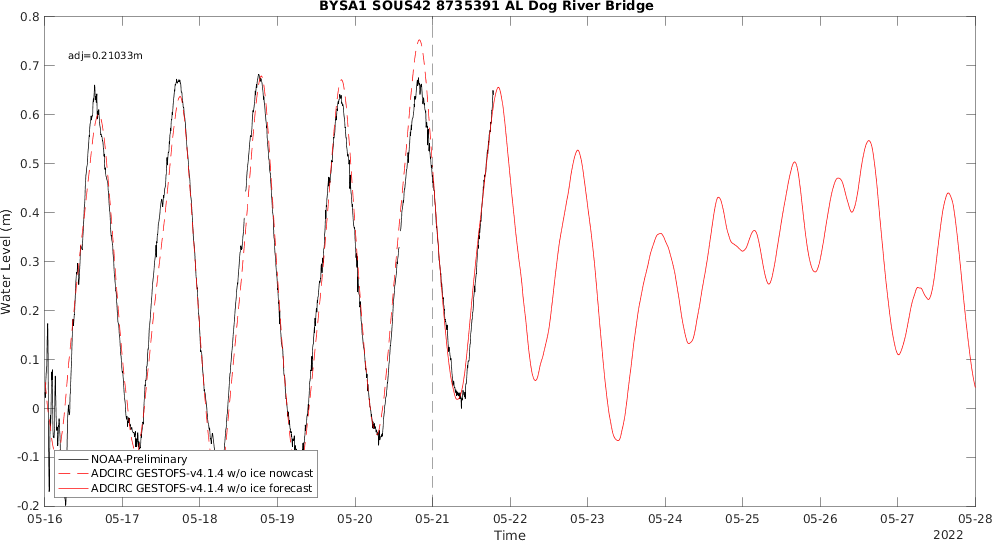 BYSA1 SOUS42 8735391 AL Dog River Bridge
0.8
adj=0.21033m
0.7
0.6
0.5
0.4
0.3
0.2
0.1
0
-0.1
-0.2
Water Level (m)
NOAA-Preliminary
ADCIRC GESTOFS-v4.1.4 w/o ice nowcast
ADCIRC GESTOFS-v4.1.4 w/o ice forecast
05-16 05-17 05-18 05-19 05-20 05-21 05-22 05-23 05-24 05-25 05-26 05-27 05-28
Time
2022